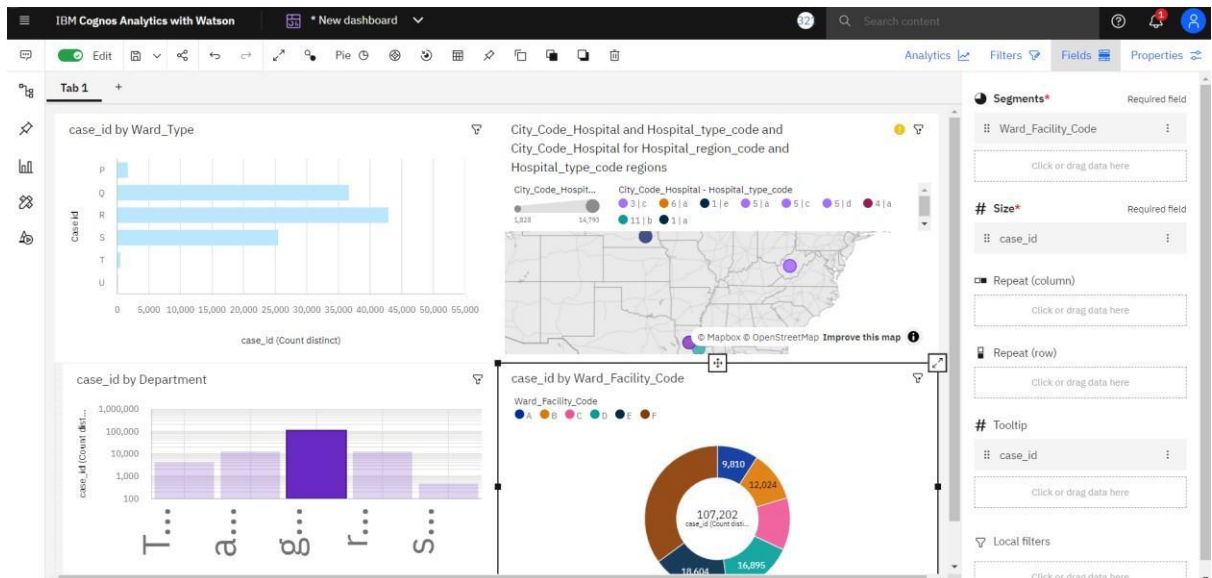 IBM Cognos Analytics with Watson
* New dashboard
Search content
1
Edit
Pie
Analytics
Filters
Fields
Properties
Tab 1 +
case_id by Ward_Type
Case id
P
Q
R
S
T
U
0 5,000 10,000 15,000 20,000 25,000 30,000 35,000 40,000 45,000 50,000 55,000
case_id (Count distinct)
City_Code_Hospital and Hospital_type_code and
City_Code_Hospital for Hospital_region_code and
Hospital_type_code regions
City_Code_Hospit...
1,828 14,793
City_Code_Hospital - Hospital_type_code
3|c 6|a 1|e 5|a 5|c 5|d 4|a
11|b 1|a
© Mapbox © OpenStreetMap Improve this map
case_id by Department
case_id (Count dist...
1,000,000
100,000
10,000
1,000
100
T...
a...
g...
r...
S...
case_id by Ward_Facility_Code
Ward_Facility_Code
A B C D E F
9,810
12,024
16,895
18,604
107,202
case_id (Count disti...
Segments* Required field
Ward_Facility_Code
Click or drag data here
# Size* Required field
case_id
Repeat (column)
Click or drag data here
Repeat (row)
Click or drag data here
# Tooltip
case_id
Click or drag data here
Local filters
Click or drag data here